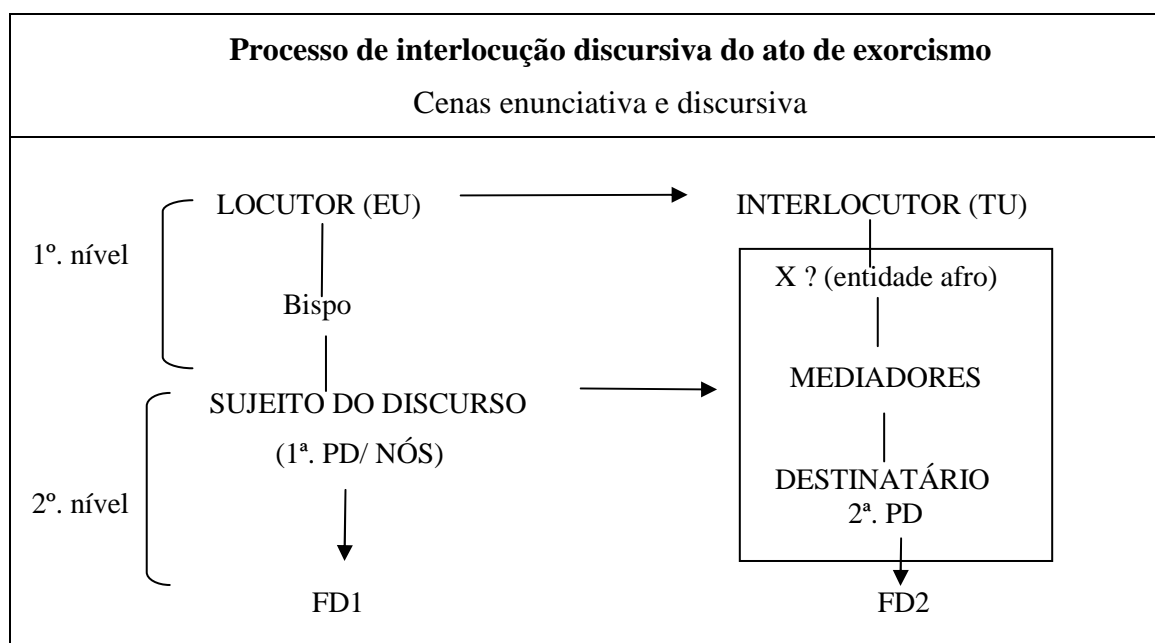 Processo de interlocução discursiva do ato de exorcismo
Cenas enunciativa e discursiva
LOCUTOR (EU)
INTERLOCUTOR (TU)
1º. nível
X ? (entidade afro)
Bispo
MEDIADORES
SUJEITO DO DISCURSO
(1ª. PD/ NÓS)
DESTINATÁRIO
2ª. PD
2º. nível
FD1
FD2